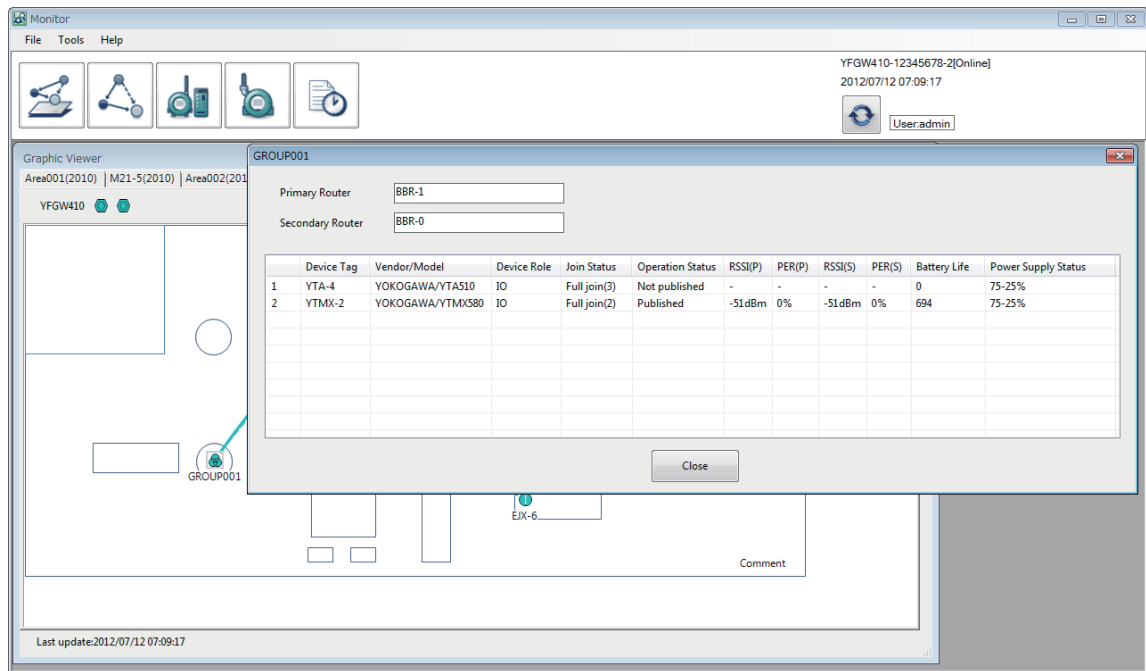 Monitor
File Tools Help
YFGW410-12345678-2[Online]
2012/07/12 07:09:17
User:admin
Graphic Viewer
Area001(2010) M21-5(2010) Area002(201
YFGW410
GROUP001
Primary Router BBR-1
Secondary Router BBR-0
Device Tag Vendor/Model Device Role Join Status Operation Status RSSI(P) PER(P) RSSI(S) PER(S) Battery Life Power Supply Status
1 YTA-4 YOKOGAWA/YTA510 IO Full join(3) Not published - - - - 0 75-25%
2 YTMX-2 YOKOGAWA/YTMX580 IO Full join(2) Published -51dBm 0% -51dBm 0% 694 75-25%
Close
GROUP001
EJX-6
Comment
Last update:2012/07/12 07:09:17